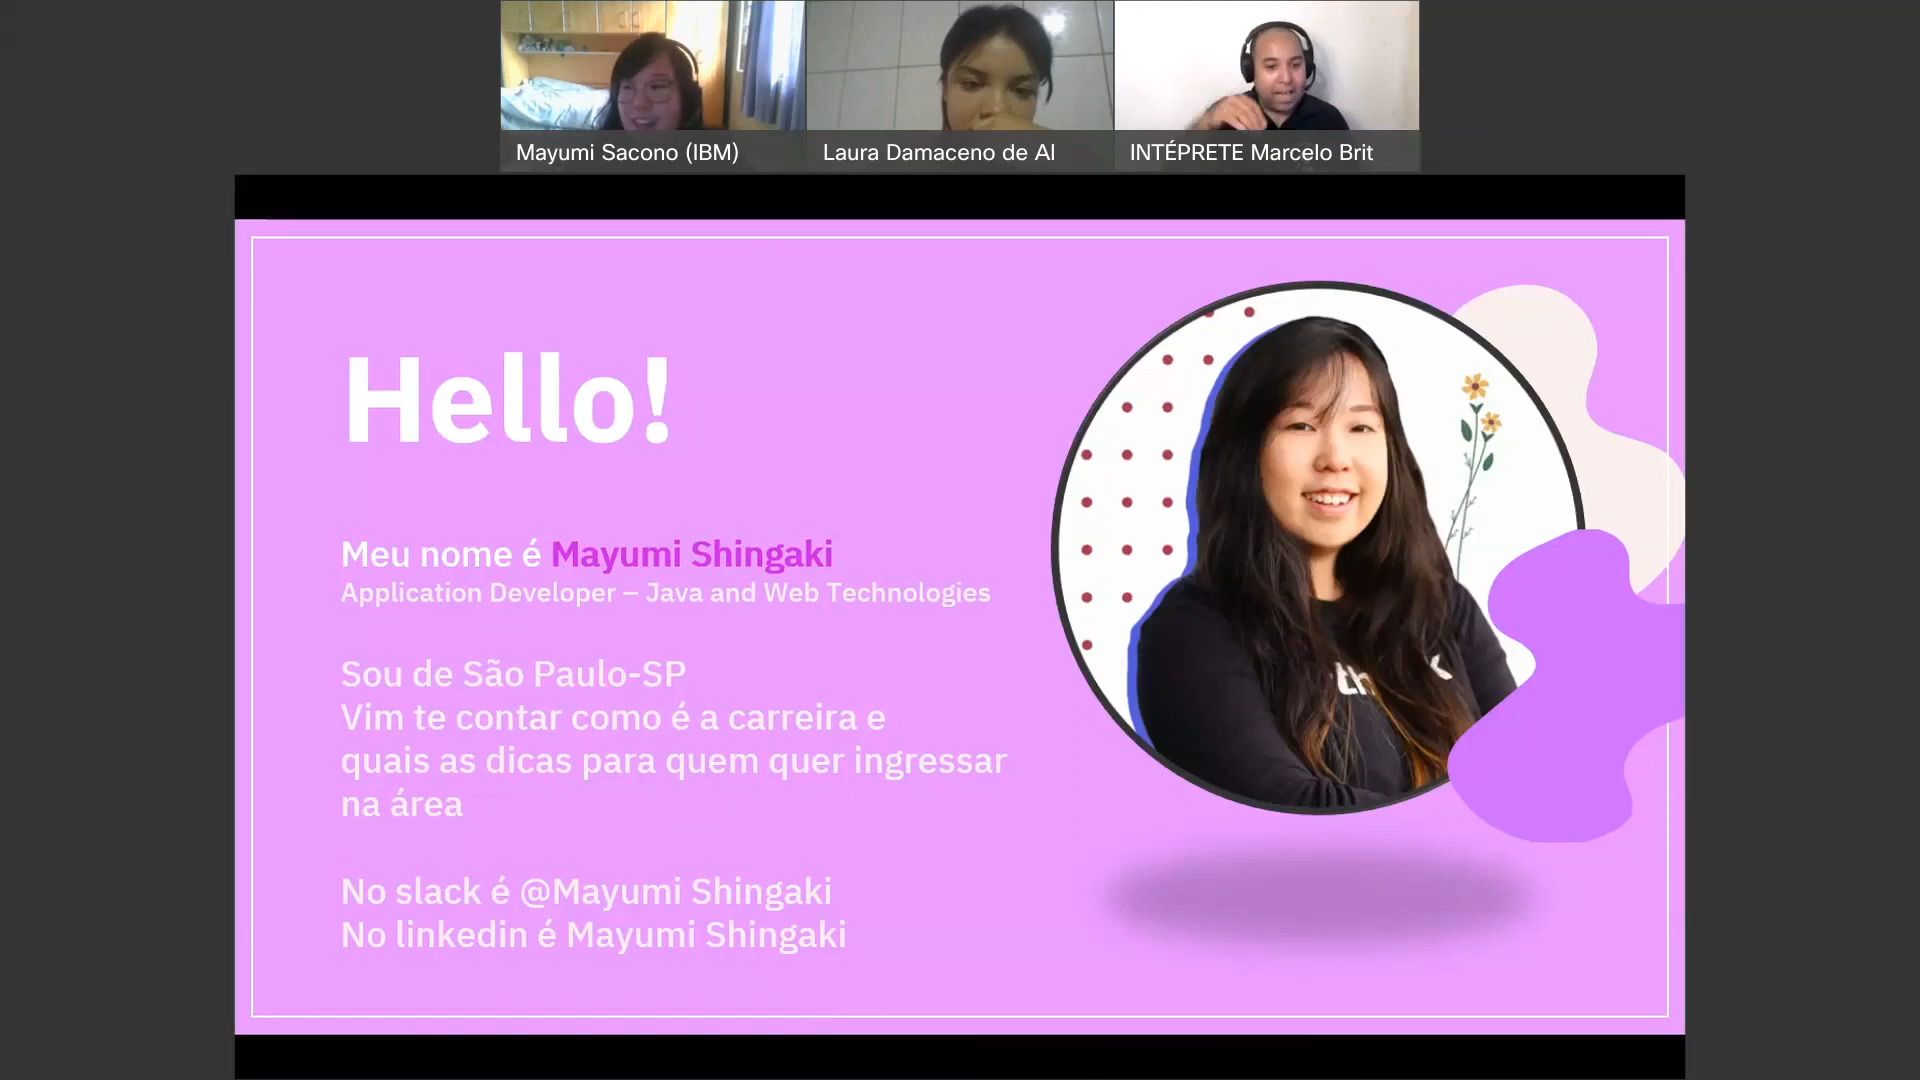 Mayumi Sacono (IBM)
Laura Damaceno de Al
INTÉPRETE Marcelo Brit
Hello!
Meu nome é Mayumi Shingaki
Application Developer – Java and Web Technologies
Sou de São Paulo-SP
Vim te contar como é a carreira e
quais as dicas para quem quer ingressar
na área
No slack é @Mayumi Shingaki
No linkedin é Mayumi Shingaki